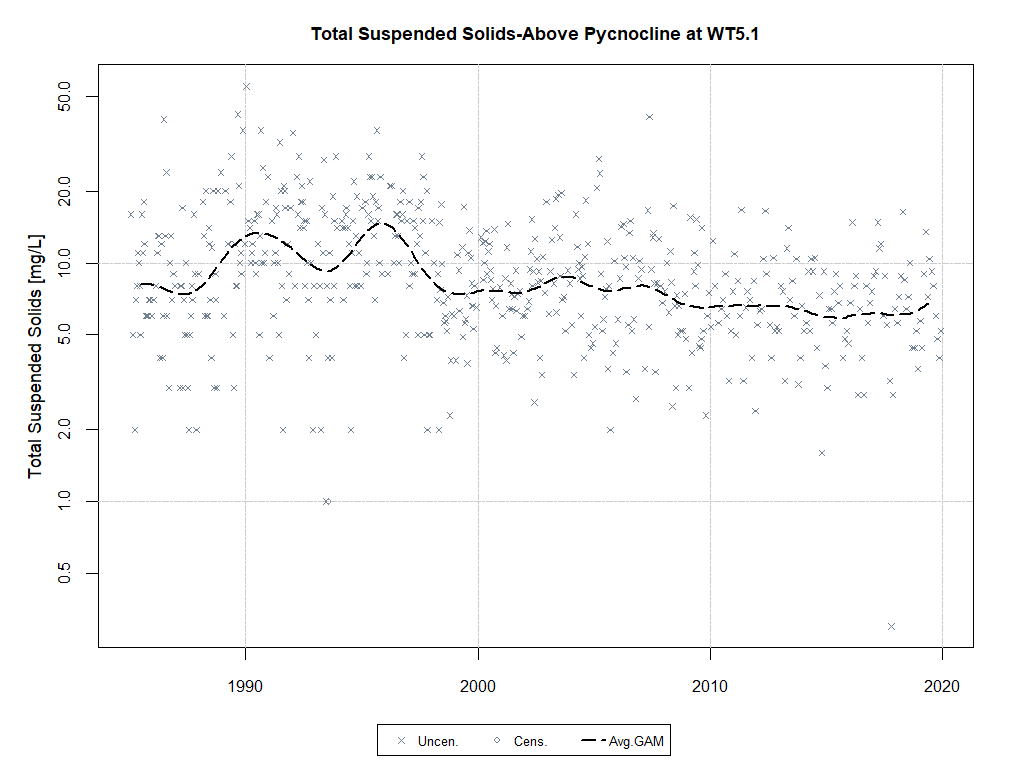 Total Suspended Solids-Above Pycnocline at WT5.1
Total Suspended Solids [mg/L]
50.0
20.0
10.0
5.0
2.0
1.0
0.5
1990 2000 2010 2020
Uncen. Cens. Avg.GAM